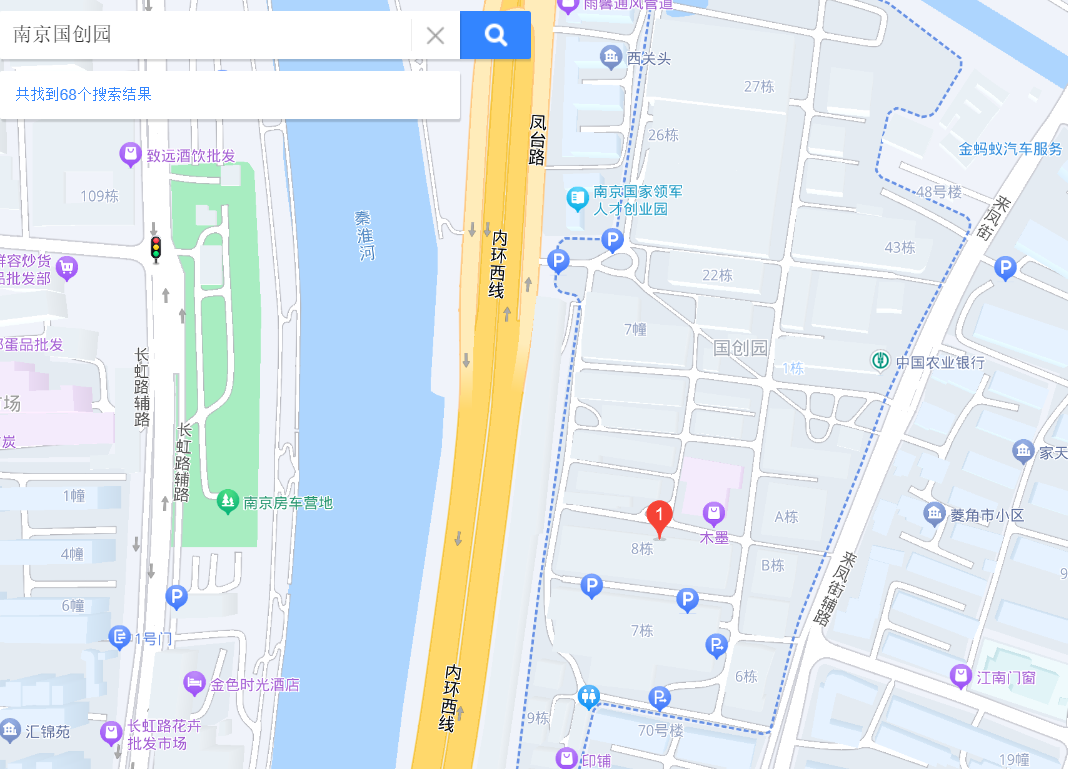 南京国创园
共找到68个搜索结果
雨馨通风管道
西关头
凤台路
27栋
26栋
金蚂蚁汽车服务
致远酒饮批发
109栋
南京国家领军
人才创业园
48号楼
来凤街
秦淮河
内环西线
43栋
群容炒货
品批发部
22栋
7幢
国创园
1栋
中国农业银行
蛋品批发
长虹路辅路
长虹路辅路
家天
1幢
南京房车营地
1
8栋
木墨
A栋
菱角市小区
4幢
B栋
来凤街辅路
6幢
1号门
7栋
6栋
江南门窗
金色时光酒店
内环西线
9栋
70号楼
汇锦苑
长虹路花卉
批发市场
印铺
19幢